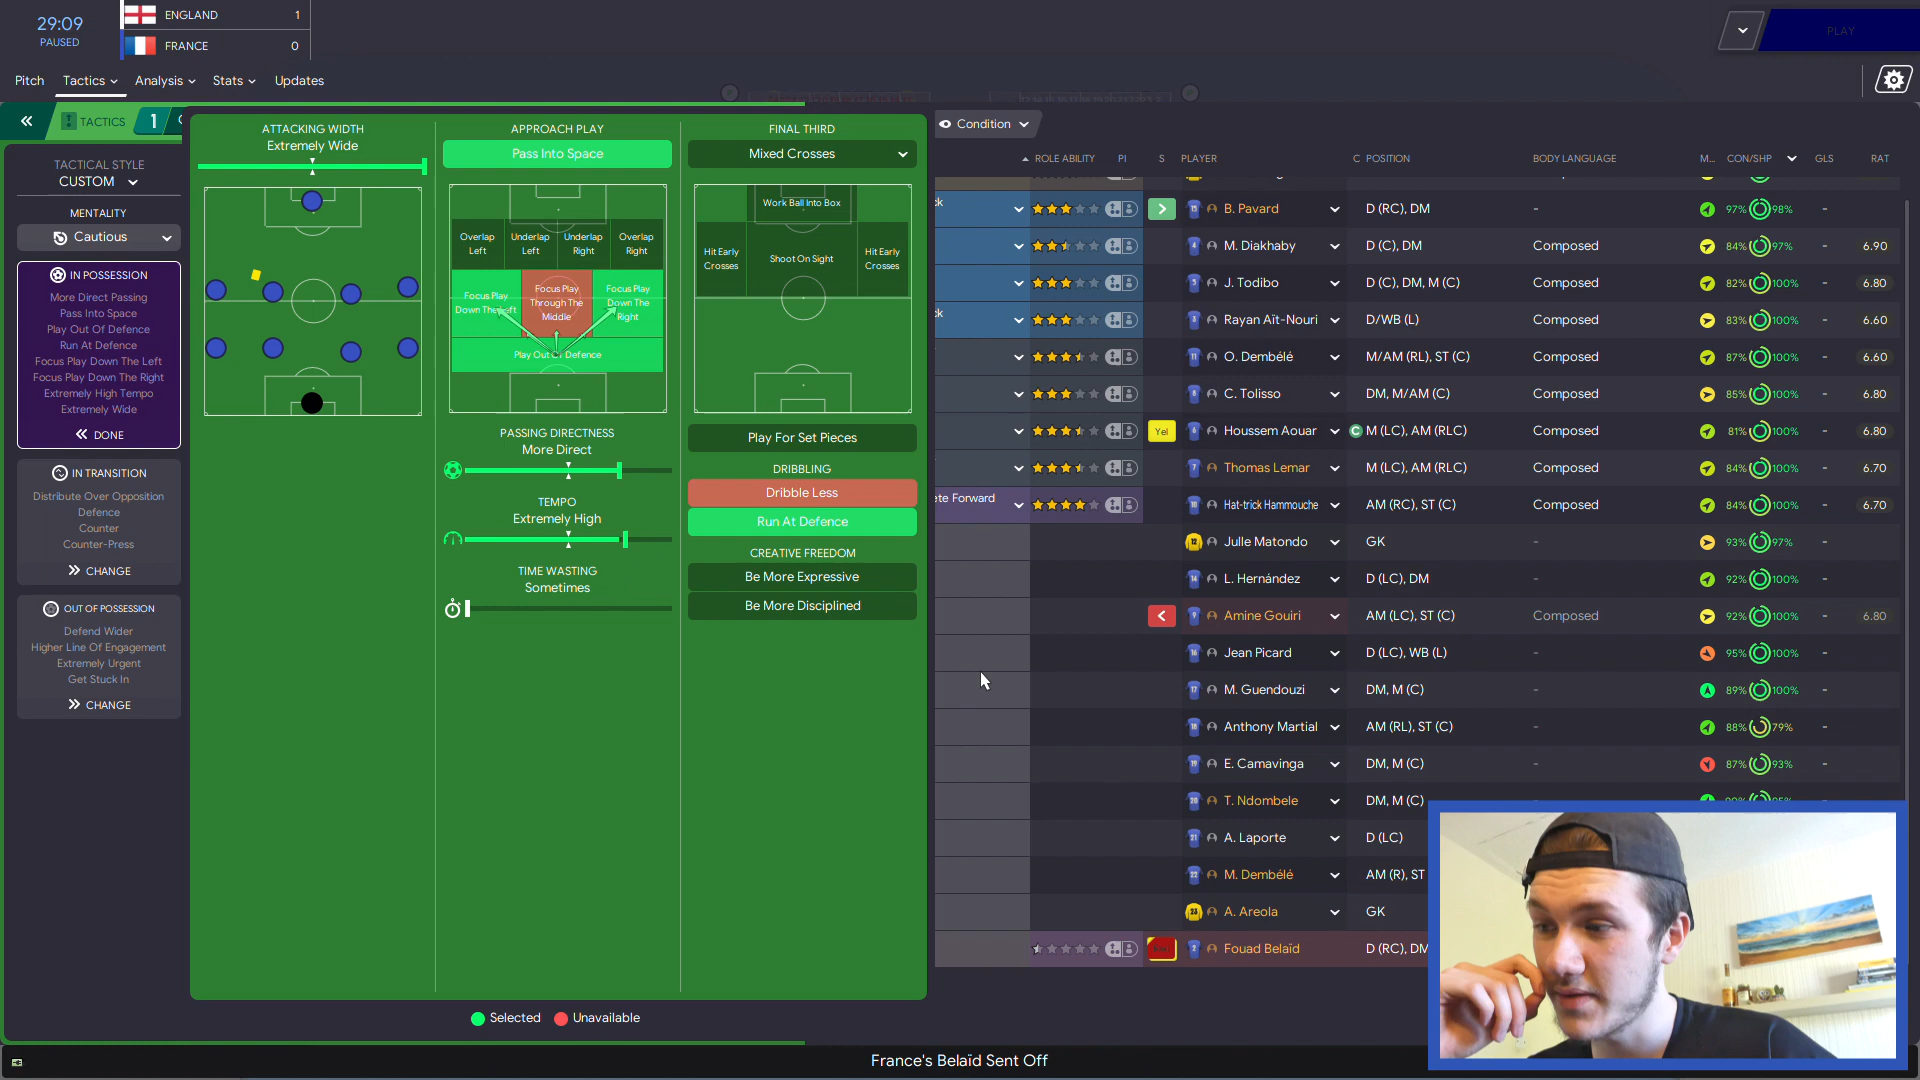 29:09
PAUSED
ENGLAND 1
FRANCE 0
PLAY
Pitch Tactics Analysis Stats Updates
TACTICS 1
TACTICAL STYLE
CUSTOM
MENTALITY
Cautious
IN POSSESSION
More Direct Passing
Pass Into Space
Play Out Of Defence
Run At Defence
Focus Play Down The Left
Focus Play Down The Right
Extremely High Tempo
Extremely Wide
DONE
IN TRANSITION
Distribute Over Opposition
Defence
Counter
Counter-Press
CHANGE
OUT OF POSSESSION
Defend Wider
Higher Line Of Engagement
Extremely Urgent
Get Stuck In
CHANGE
ATTACKING WIDTH
Extremely Wide
APPROACH PLAY
Pass Into Space
Overlap Left
Underlap Left
Underlap Right
Overlap Right
Focus Play Down The Left
Focus Play Through The Middle
Focus Play Down The Right
Play Out Of Defence
PASSING DIRECTNESS
More Direct
TEMPO
Extremely High
TIME WASTING
Sometimes
FINAL THIRD
Mixed Crosses
Work Ball Into Box
Hit Early Crosses
Shoot On Sight
Hit Early Crosses
Play For Set Pieces
DRIBBLING
Dribble Less
Run At Defence
CREATIVE FREEDOM
Be More Expressive
Be More Disciplined
Selected Unavailable
Condition
ROLE ABILITY PI S PLAYER C POSITION BODY LANGUAGE M... CON/SHP GLS RAT
ck B. Pavard D (RC), DM - 97% 98% -
M. Diakhaby D (C), DM Composed 84% 97% - 6.90
J. Todibo D (C), DM, M (C) Composed 82% 100% - 6.80
ck Rayan Aït-Nouri D/WB (L) Composed 83% 100% - 6.60
O. Dembélé M/AM (RL), ST (C) Composed 87% 100% - 6.60
C. Tolisso DM, M/AM (C) Composed 85% 100% - 6.80
Yel Houssem Aouar C M (LC), AM (RLC) Composed 81% 100% - 6.80
Thomas Lemar M (LC), AM (RLC) Composed 84% 100% - 6.70
ete Forward Hat-trick Hammouche AM (RC), ST (C) Composed 84% 100% - 6.70
Julle Matondo GK - 93% 97% -
L. Hernández D (LC), DM - 92% 100% -
Amine Gouiri AM (LC), ST (C) Composed 92% 100% - 6.80
Jean Picard D (LC), WB (L) - 95% 100% -
M. Guendouzi DM, M (C) - 89% 100% -
Anthony Martial AM (RL), ST (C) - 88% 79% -
E. Camavinga DM, M (C) - 87% 93% -
T. Ndombele DM, M (C)
A. Laporte D (LC)
M. Dembélé AM (R), ST
A. Areola GK
Fouad Belaïd D (RC), DM
France's Belaïd Sent Off